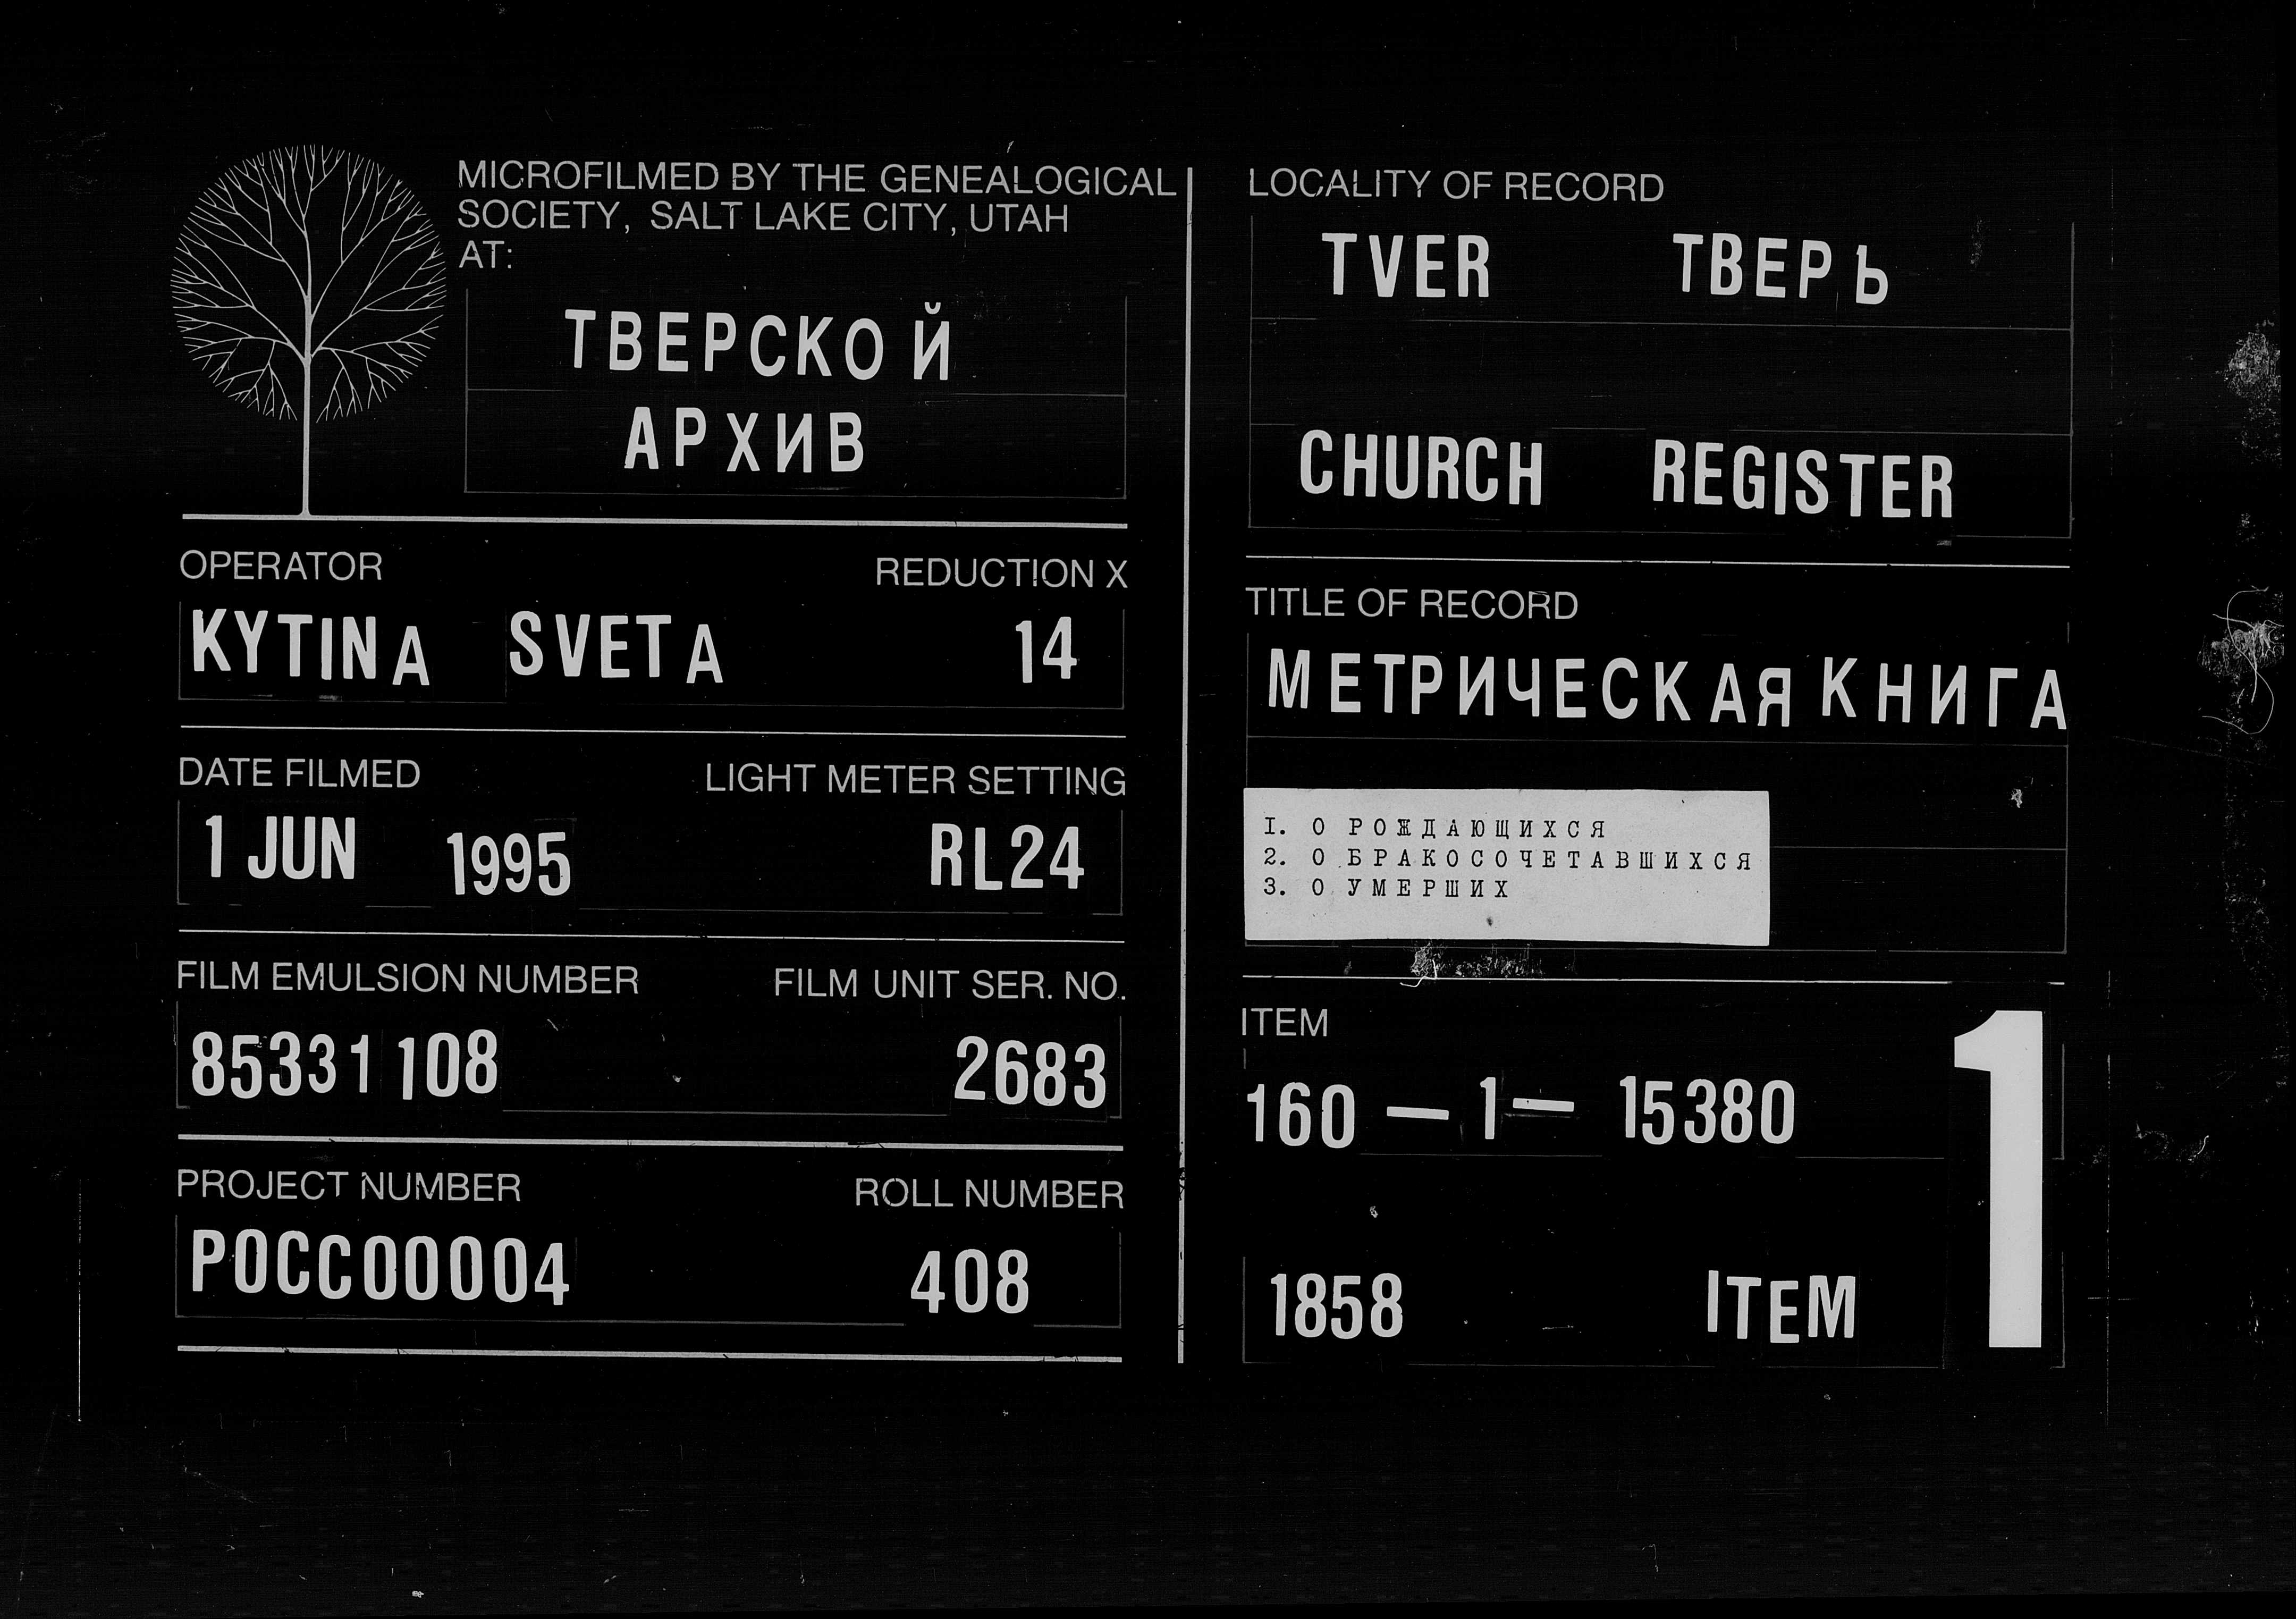 MICROFILMED BY THE GENEALOGICAL
SOCIETY, SALT LAKE CITY, UTAH
AT:
ТВЕРСКОЙ
АРХИВ
OPERATOR REDUCTION X
KYTINA SVETA 14
DATE FILMED LIGHT METER SETTING
1 JUN 1995 RL24
FILM EMULSION NUMBER FILM UNIT SER. NO.
85331108 2683
PROJECT NUMBER ROLL NUMBER
POCC00004 408
LOCALITY OF RECORD
TVER ТВЕРЬ
CHURCH REGISTER
TITLE OF RECORD
МЕТРИЧЕСКАЯ КНИГА
I. О РОЖДАЮЩИХСЯ
2. О БРАКОСОЧЕТАВШИХСЯ
3. О УМЕРШИХ
ITEM
160 — 1 — 15380
1858 ITEM 1